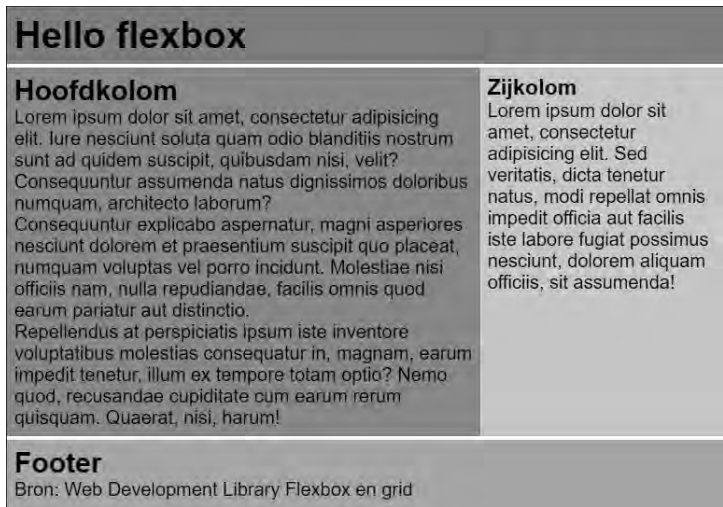 Hello flexbox
Hoofdkolom
Lorem ipsum dolor sit amet, consectetur adipisicing
elit. Iure nesciunt soluta quam odio blanditiis nostrum
sunt ad quidem suscipit, quibusdam nisi, velit?
Consequuntur assumenda natus dignissimos doloribus
numquam, architecto laborum?
Consequuntur explicabo aspernatur, magni asperiores
nesciunt dolorem et praesentium suscipit quo placeat,
numquam voluptas vel porro incidunt. Molestiae nisi
officiis nam, nulla repudiandae, facilis omnis quod
earum pariatur aut distinctio.
Repellendus at perspiciatis ipsum iste inventore
voluptatibus molestias consequatur in, magnam, earum
impedit tenetur, illum ex tempore totam optio? Nemo
quod, recusandae cupiditate cum earum rerum
quisquam. Quaerat, nisi, harum!
Zijkolom
Lorem ipsum dolor sit
amet, consectetur
adipisicing elit. Sed
veritatis, dicta tenetur
natus, modi repellat omnis
impedit officia aut facilis
iste labore fugiat possimus
nesciunt, dolorem aliquam
officiis, sit assumenda!
Footer
Bron: Web Development Library Flexbox en grid